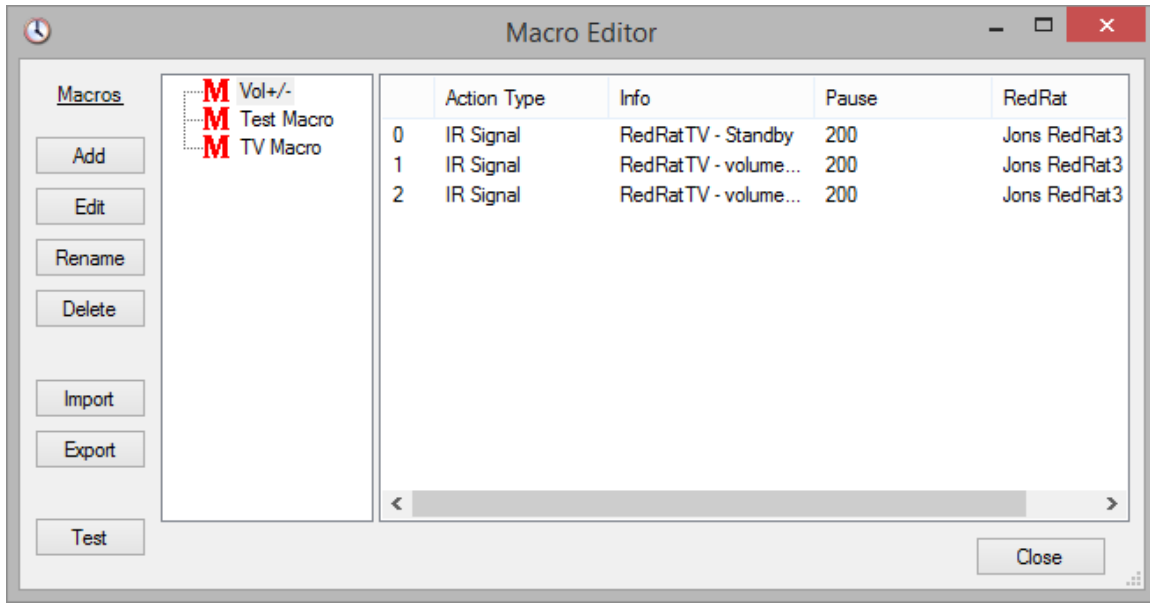 Macro Editor
Macros
Add
Edit
Rename
Delete
Import
Export
Test
Vol+/-
Test Macro
TV Macro
Action Type Info Pause RedRat
0 IR Signal RedRatTV - Standby 200 Jons RedRat3
1 IR Signal RedRatTV - volume... 200 Jons RedRat3
2 IR Signal RedRatTV - volume... 200 Jons RedRat3
Close